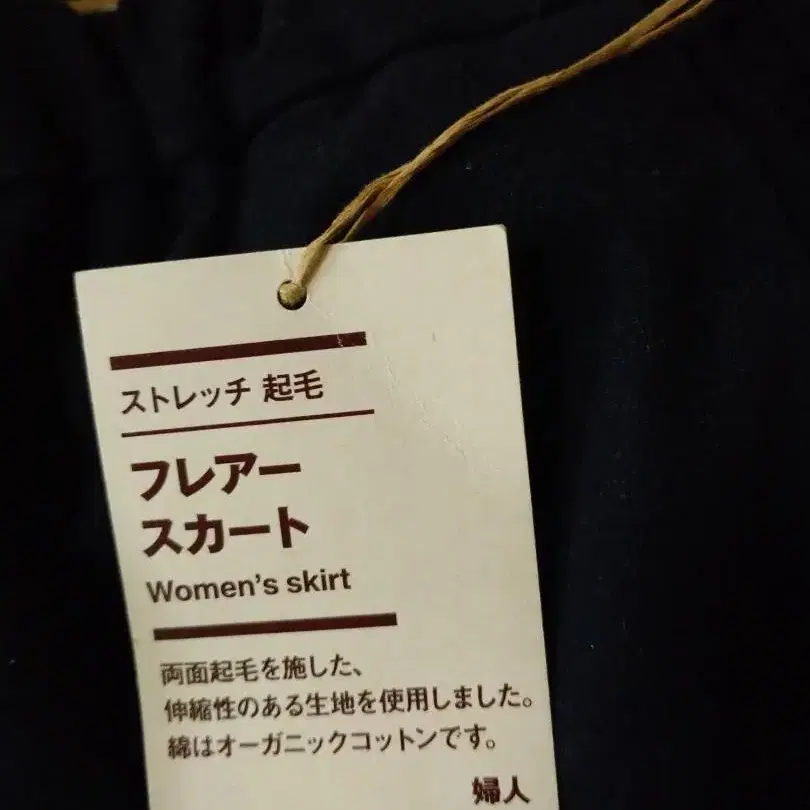 ストレッチ 起毛
フレアー
スカート
Women's skirt
両面起毛を施した、
伸縮性のある生地を使用しました。
綿はオーガニックコットンです。
婦人